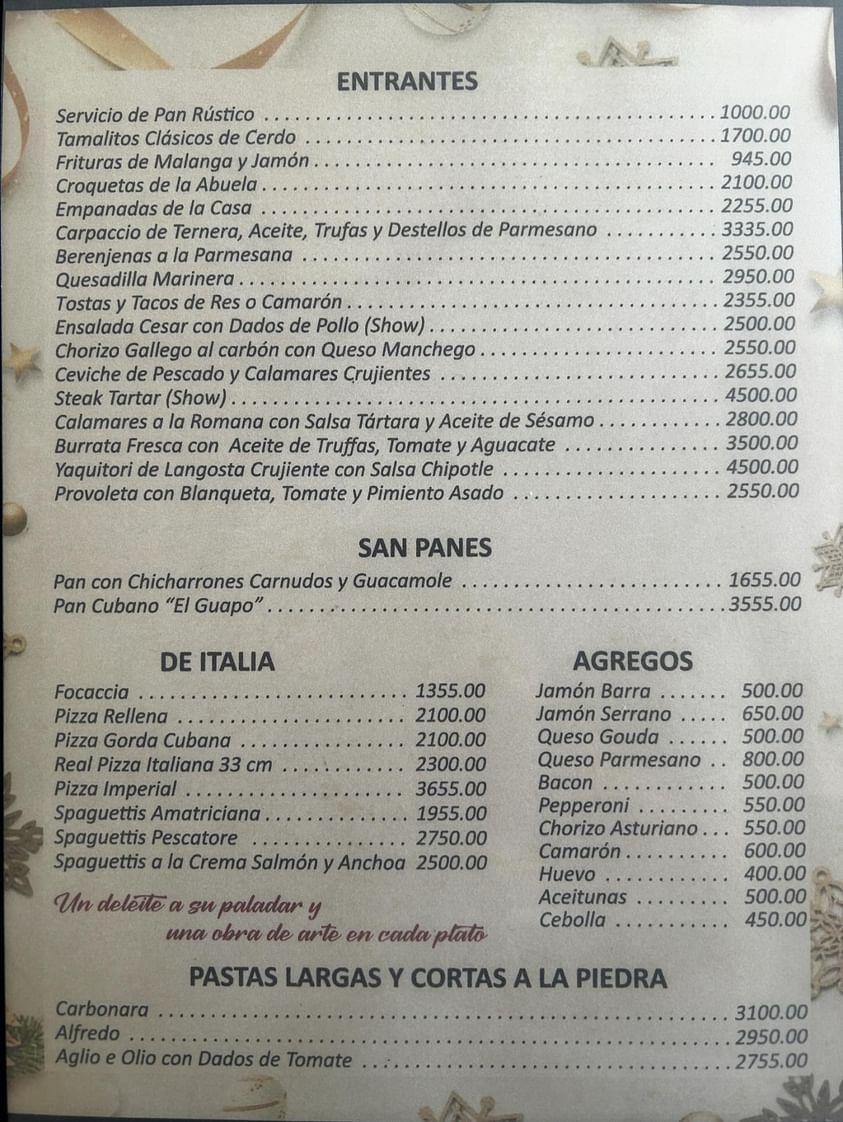 ENTRANTES
Servicio de Pan Rústico 1000.00
Tamalitos Clásicos de Cerdo 1700.00
Frituras de Malanga y Jamón 945.00
Croquetas de la Abuela 2100.00
Empanadas de la Casa 2255.00
Carpaccio de Ternera, Aceite, Trufas y Destellos de Parmesano 3335.00
Berenjenas a la Parmesana 2550.00
Quesadilla Marinera 2950.00
Tostas y Tacos de Res o Camarón 2355.00
Ensalada Cesar con Dados de Pollo (Show) 2500.00
Chorizo Gallego al carbón con Queso Manchego 2550.00
Ceviche de Pescado y Calamares Crujientes 2655.00
Steak Tartar (Show) 4500.00
Calamares a la Romana con Salsa Tártara y Aceite de Sésamo 2800.00
Burrata Fresca con Aceite de Truffas, Tomate y Aguacate 3500.00
Yaquitori de Langosta Crujiente con Salsa Chipotle 4500.00
Provoleta con Blanqueta, Tomate y Pimiento Asado 2550.00
SAN PANES
Pan con Chicharrones Carnudos y Guacamole 1655.00
Pan Cubano “El Guapo” 3555.00
DE ITALIA
Focaccia 1355.00
Pizza Rellena 2100.00
Pizza Gorda Cubana 2100.00
Real Pizza Italiana 33 cm 2300.00
Pizza Imperial 3655.00
Spaguettis Amatriciana 1955.00
Spaguettis Pescatore 2750.00
Spaguettis a la Crema Salmón y Anchoa 2500.00
Un deleite a su paladar y
una obra de arte en cada plato
AGREGOS
Jamón Barra 500.00
Jamón Serrano 650.00
Queso Gouda 500.00
Queso Parmesano 800.00
Bacon 500.00
Pepperoni 550.00
Chorizo Asturiano 550.00
Camarón 600.00
Huevo 400.00
Aceitunas 500.00
Cebolla 450.00
PASTAS LARGAS Y CORTAS A LA PIEDRA
Carbonara 3100.00
Alfredo 2950.00
Aglio e Olio con Dados de Tomate 2755.00